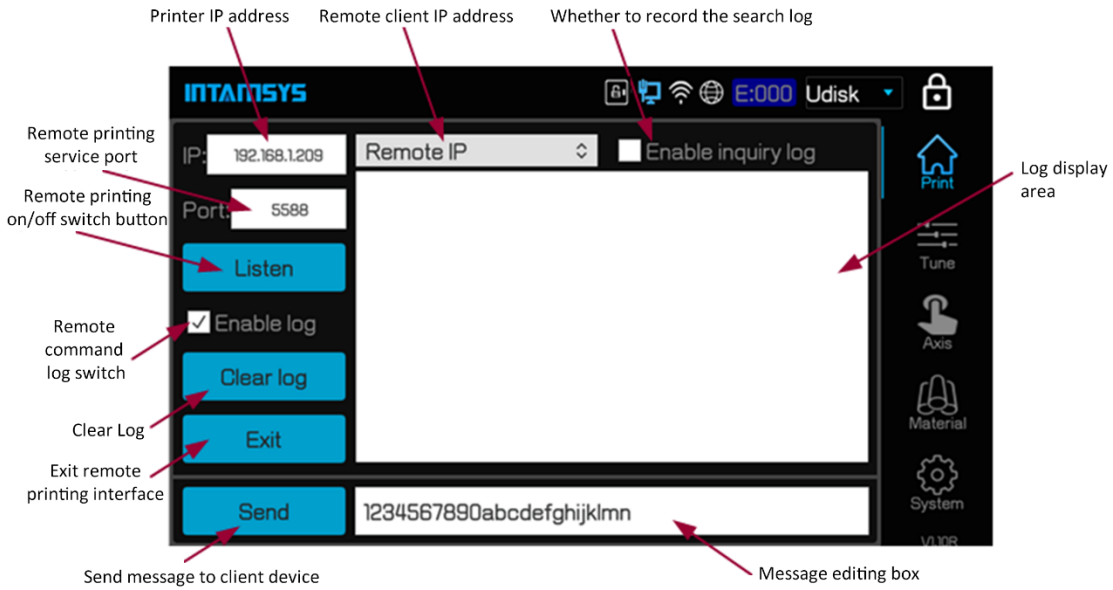 Printer IP address
Remote client IP address
Whether to record the search log
INTAMSYS
E:000
Udisk
Remote printing
service port
IP:
192.168.1.209
Remote IP
Enable inquiry log
Print
Log display
area
Remote printing
on/off switch button
Port:
5588
Listen
Tune
Remote
command
log switch
Enable log
Axis
Clear log
Clear Log
Material
Exit
Exit remote
printing interface
System
Send
1234567890abcdefghijklmn
Send message to client device
Message editing box